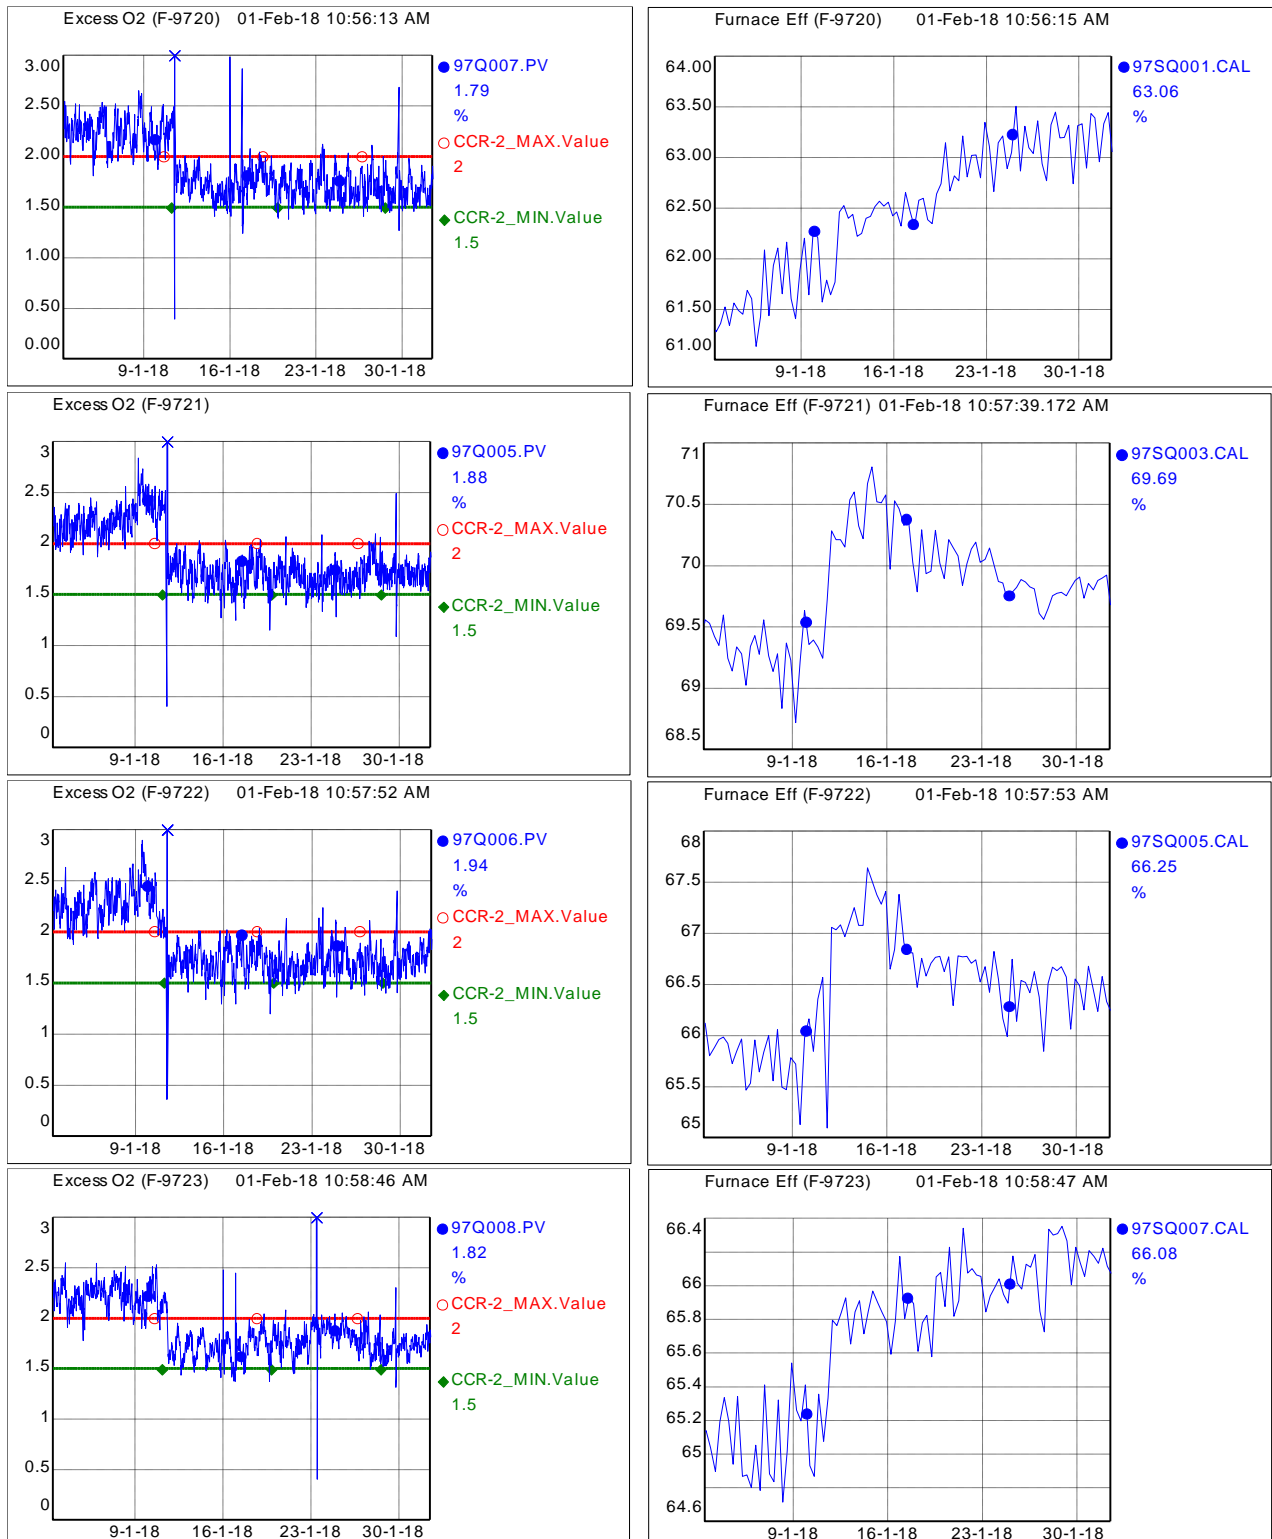 Excess O2 (F-9720) 01-Feb-18 10:56:13 AM
3.00
2.50
2.00
1.50
1.00
0.50
0.00
9-1-18 16-1-18 23-1-18 30-1-18
97Q007.PV
1.79
%
CCR-2_MAX.Value
2
CCR-2_MIN.Value
1.5
Furnace Eff (F-9720) 01-Feb-18 10:56:15 AM
64.00
63.50
63.00
62.50
62.00
61.50
61.00
9-1-18 16-1-18 23-1-18 30-1-18
97SQ001.CAL
63.06
%
Excess O2 (F-9721)
3
2.5
2
1.5
1
0.5
0
9-1-18 16-1-18 23-1-18 30-1-18
97Q005.PV
1.88
%
CCR-2_MAX.Value
2
CCR-2_MIN.Value
1.5
Furnace Eff (F-9721) 01-Feb-18 10:57:39.172 AM
71
70.5
70
69.5
69
68.5
9-1-18 16-1-18 23-1-18 30-1-18
97SQ003.CAL
69.69
%
Excess O2 (F-9722) 01-Feb-18 10:57:52 AM
3
2.5
2
1.5
1
0.5
0
9-1-18 16-1-18 23-1-18 30-1-18
97Q006.PV
1.94
%
CCR-2_MAX.Value
2
CCR-2_MIN.Value
1.5
Furnace Eff (F-9722) 01-Feb-18 10:57:53 AM
68
67.5
67
66.5
66
65.5
65
9-1-18 16-1-18 23-1-18 30-1-18
97SQ005.CAL
66.25
%
Excess O2 (F-9723) 01-Feb-18 10:58:46 AM
3
2.5
2
1.5
1
0.5
0
9-1-18 16-1-18 23-1-18 30-1-18
97Q008.PV
1.82
%
CCR-2_MAX.Value
2
CCR-2_MIN.Value
1.5
Furnace Eff (F-9723) 01-Feb-18 10:58:47 AM
66.4
66.2
66
65.8
65.6
65.4
65.2
65
64.6
9-1-18 16-1-18 23-1-18 30-1-18
97SQ007.CAL
66.08
%